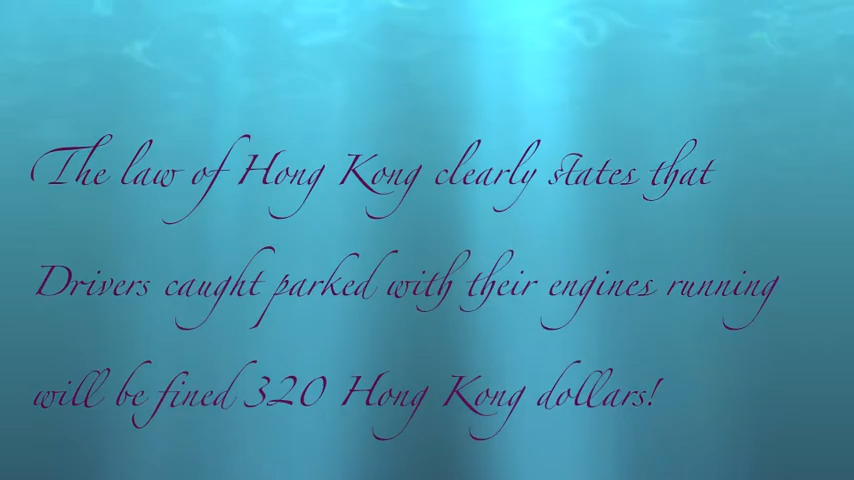 The law of Hong Kong clearly states that
Drivers caught parked with their engines running
will be fined 320 Hong Kong dollars!